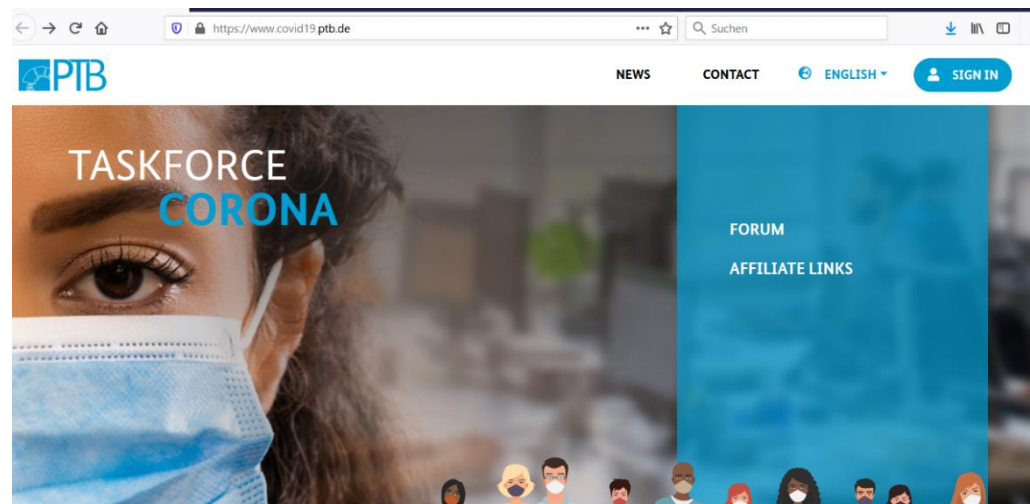 https://www.covid19.ptb.de
Suchen
PTB
NEWS CONTACT ENGLISH SIGN IN
TASKFORCE
CORONA
FORUM
AFFILIATE LINKS